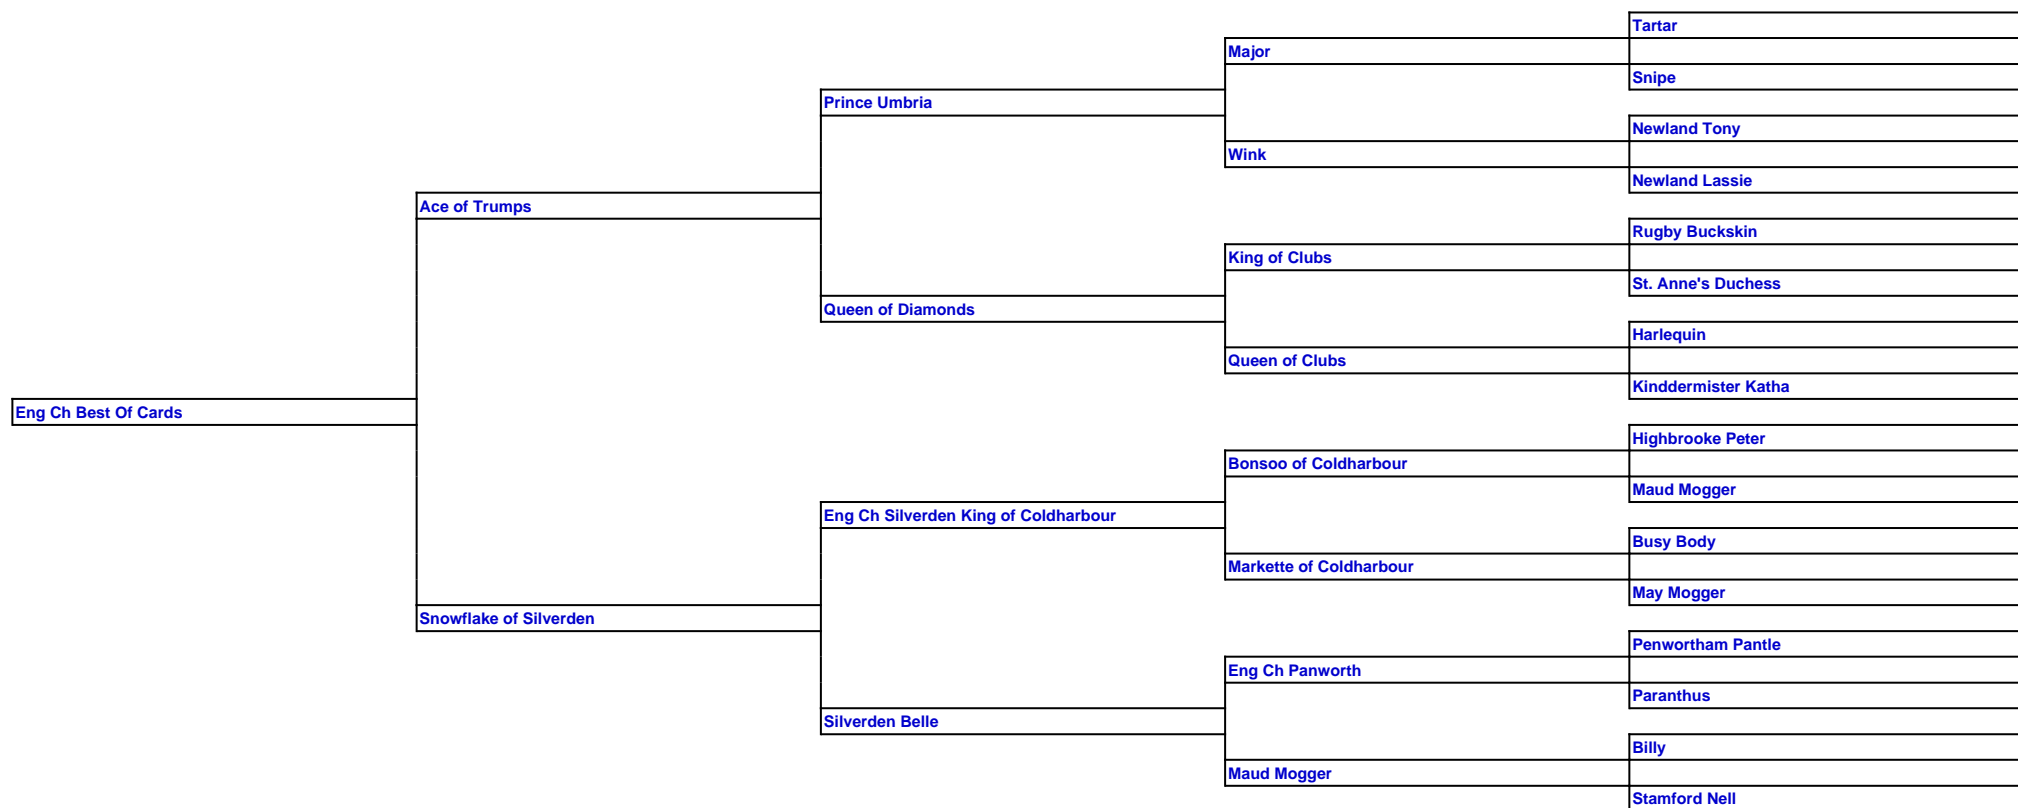 Tartar
Major
Snipe
Prince Umbria
Newland Tony
Wink
Newland Lassie
Ace of Trumps
Rugby Buckskin
King of Clubs
St. Anne's Duchess
Queen of Diamonds
Harlequin
Queen of Clubs
Kinddermister Katha
Eng Ch Best Of Cards
Highbrooke Peter
Bonsoo of Coldharbour
Maud Mogger
Eng Ch Silverden King of Coldharbour
Busy Body
Markette of Coldharbour
May Mogger
Snowflake of Silverden
Penwortham Pantle
Eng Ch Panworth
Paranthus
Silverden Belle
Billy
Maud Mogger
Stamford Nell